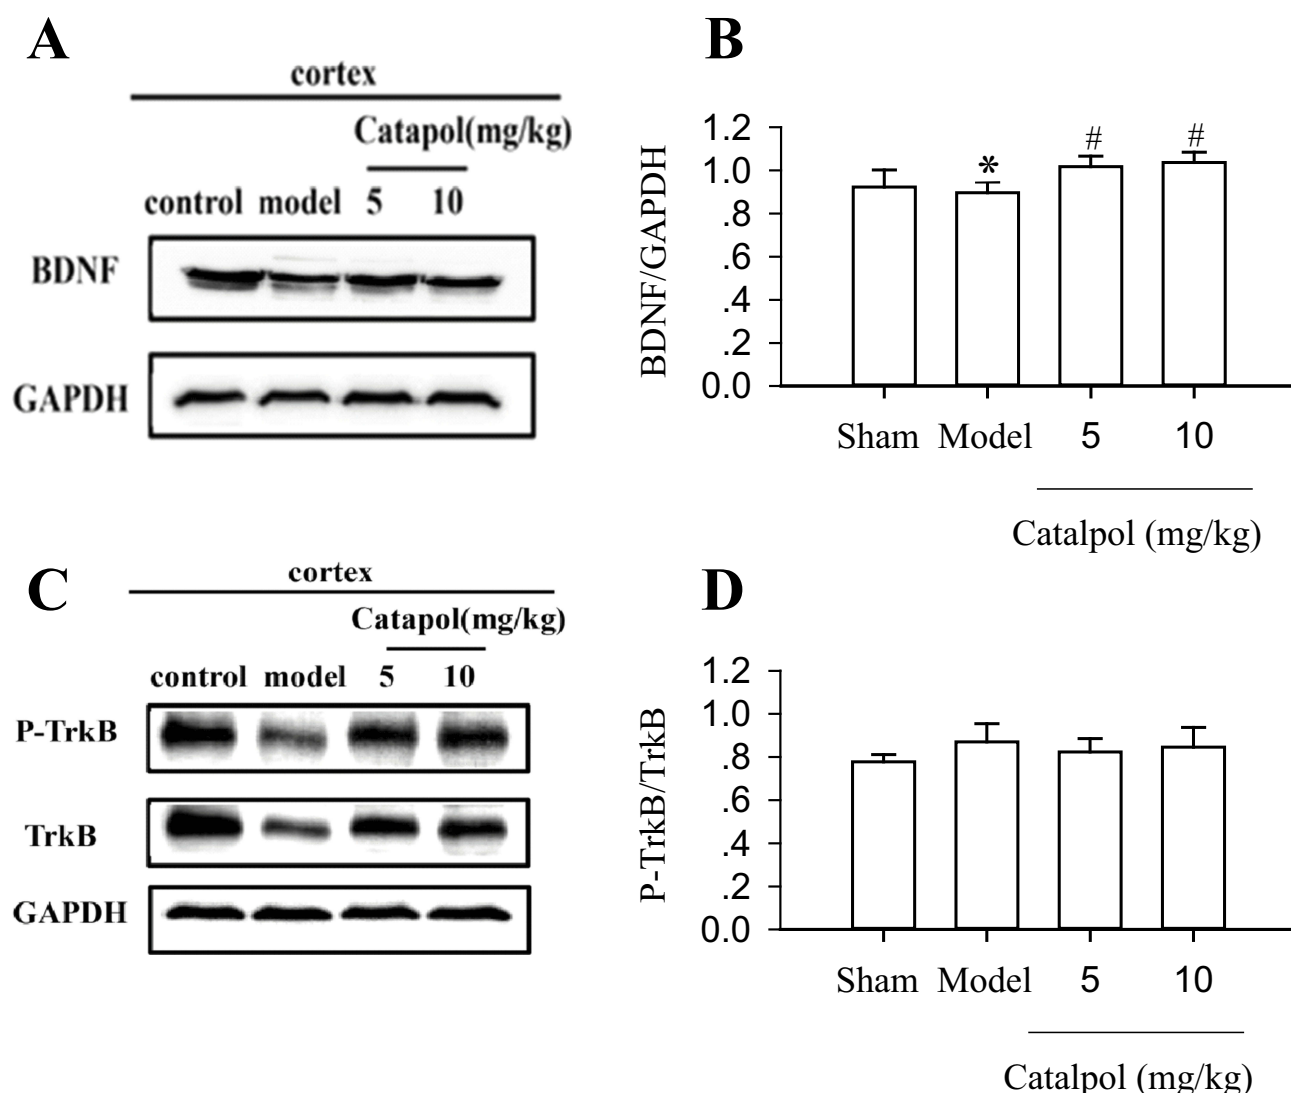 A
cortex
Catapol(mg/kg)
control model 5 10
BDNF
GAPDH
B
BDNF/GAPDH
1.2
1.0
.8
.6
.4
.2
0.0
*
#
#
Sham Model 5 10
Catalpol (mg/kg)
C
cortex
Catapol(mg/kg)
control model 5 10
P-TrkB
TrkB
GAPDH
D
P-TrkB/TrkB
1.2
1.0
.8
.6
.4
.2
0.0
Sham Model 5 10
Catalpol (mg/kg)